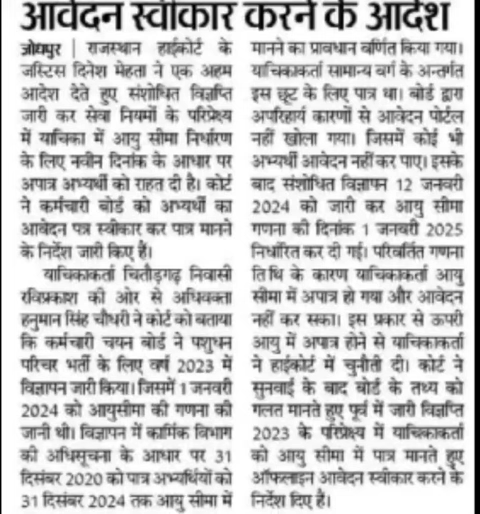 आवेदन स्वीकार करने के आदेश
जोधपुर | राजस्थान हाईकोर्ट के
जस्टिस दिनेश मेहता ने एक अहम
आदेश देते हुए संशोधित विज्ञप्ति
जारी कर सेवा नियमों के परिप्रेक्ष्य
में याचिका में आयु सीमा निर्धारण
के लिए नवीन दिनांक के आधार पर
अपात्र अभ्यर्थी को राहत दी है। कोर्ट
ने कर्मचारी बोर्ड को अभ्यर्थी का
आवेदन पत्र स्वीकार कर पात्र मानने
के निर्देश जारी किए हैं।
याचिकाकर्ता चितौड़गढ़ निवासी
रविप्रकाश की ओर से अधिवक्ता
हनुमान सिंह चौधरी ने कोर्ट को बताया
कि कर्मचारी चयन बोर्ड ने पशुधन
परिचर भर्ती के लिए वर्ष 2023 में
विज्ञापन जारी किया। जिसमें 1 जनवरी
2024 को आयुसीमा की गणना की
जानी थी। विज्ञापन में कार्मिक विभाग
की अधिसूचना के आधार पर 31
दिसंबर 2020 को पात्र अभ्यर्थियों को
31 दिसंबर 2024 तक आयु सीमा में
मानने का प्रावधान वर्णित किया गया।
याचिकाकर्ता सामान्य वर्ग के अन्तर्गत
इस छूट के लिए पात्र था। बोर्ड द्वारा
अपरिहार्य कारणों से आवेदन पोर्टल
नहीं खोला गया। जिसमें कोई भी
अभ्यर्थी आवेदन नहीं कर पाए। इसके
बाद संशोधित विज्ञापन 12 जनवरी
2024 को जारी कर आयु सीमा
गणना की दिनांक 1 जनवरी 2025
निर्धारित कर दी गई। परिवर्तित गणना
तिथि के कारण याचिकाकर्ता आयु
सीमा में अपात्र हो गया और आवेदन
नहीं कर सका। इस प्रकार से ऊपरी
आयु में अपात्र होने से याचिकाकर्ता
ने हाईकोर्ट में चुनौती दी। कोर्ट ने
सुनवाई के बाद बोर्ड के तथ्य को
गलत मानते हुए पूर्व में जारी विज्ञप्ति
2023 के परिप्रेक्ष्य में याचिकाकर्ता
को आयु सीमा में पात्र मानते हुए
ऑफलाइन आवेदन स्वीकार करने के
निर्देश दिए हैं।